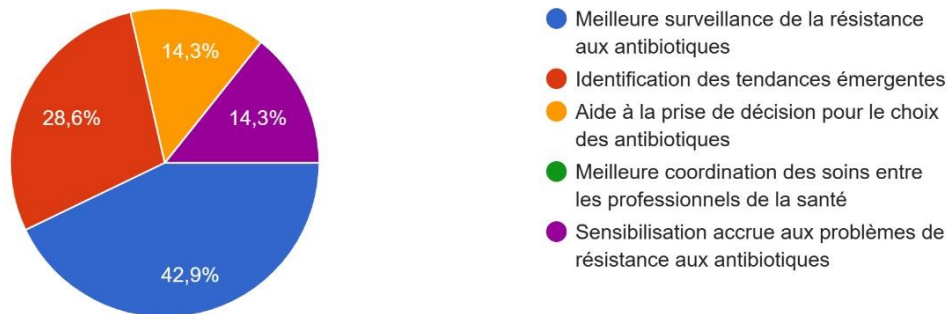 14,3%
28,6%
14,3%
42,9%
Meilleure surveillance de la résistance
aux antibiotiques
Identification des tendances émergentes
Aide à la prise de décision pour le choix
des antibiotiques
Meilleure coordination des soins entre
les professionnels de la santé
Sensibilisation accrue aux problèmes de
résistance aux antibiotiques